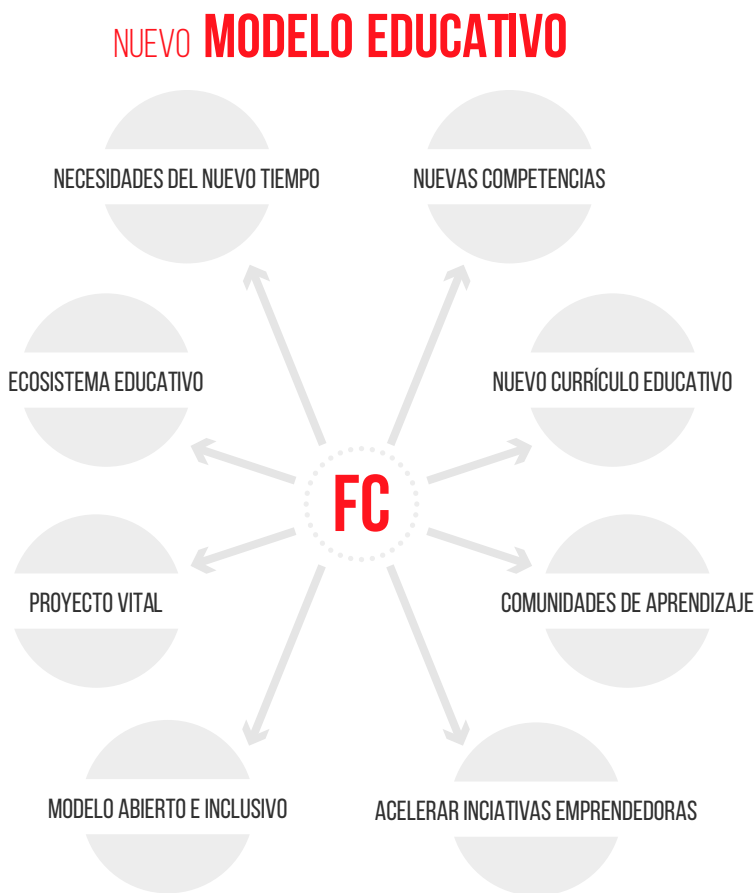 NUEVO MODELO EDUCATIVO
NECESIDADES DEL NUEVO TIEMPO
NUEVAS COMPETENCIAS
ECOSISTEMA EDUCATIVO
NUEVO CURRÍCULO EDUCATIVO
FC
PROYECTO VITAL
COMUNIDADES DE APRENDIZAJE
MODELO ABIERTO E INCLUSIVO
ACELERAR INCIATIVAS EMPRENDEDORAS